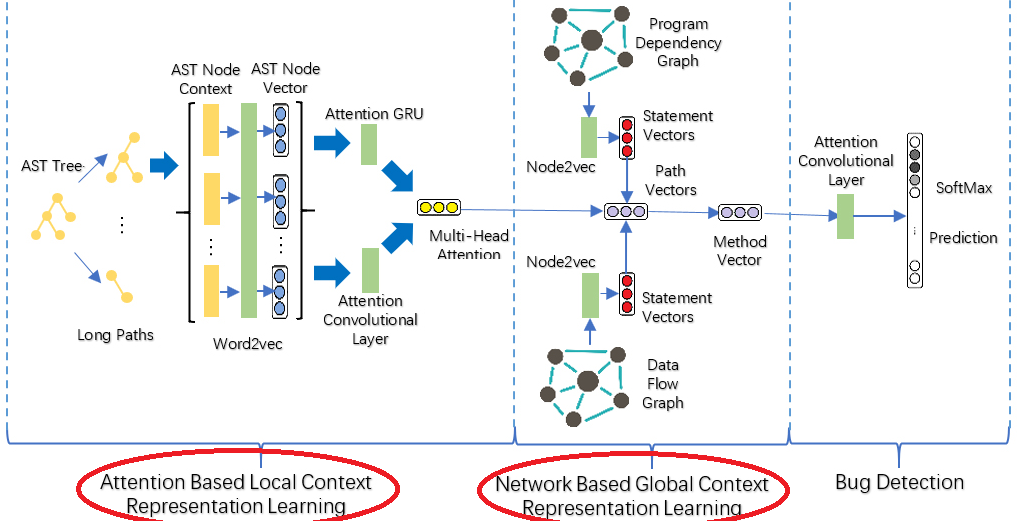 Program
Dependency
Graph
AST Node
Context
AST Node
Vector
Attention GRU
Statement
Vectors
AST Tree
Node2vec
Path
Vectors
Attention
Convolutional
Layer
SoftMax
Multi-Head
Attention
Method
Vector
Prediction
Node2vec
Attention
Convolutional
Layer
Statement
Vectors
Long Paths
Word2vec
Data
Flow
Graph
Attention Based Local Context
Representation Learning
Network Based Global Context
Representation Learning
Bug Detection